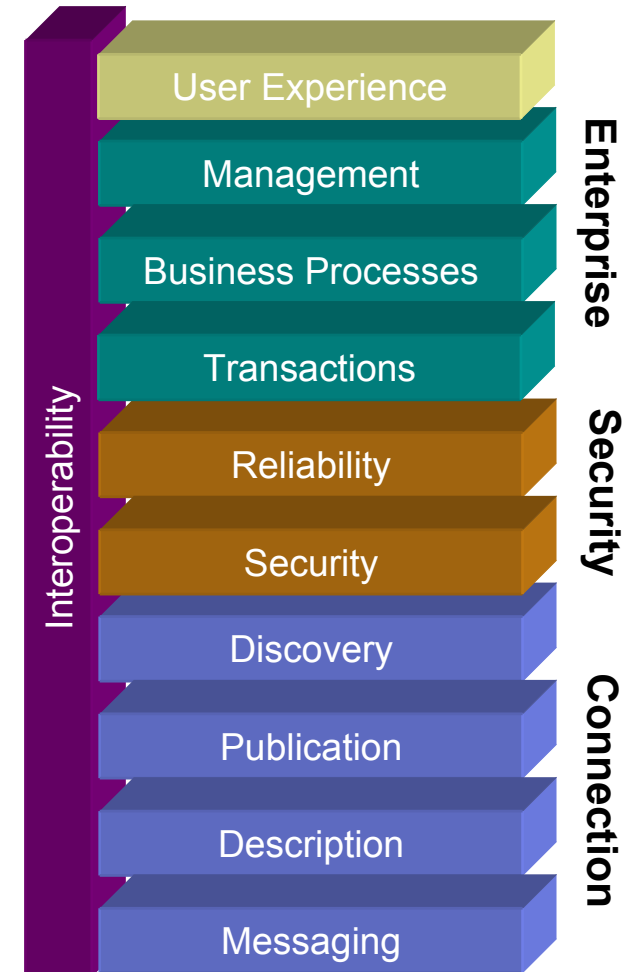 User Experience
Management
Business Processes
Transactions
Reliability
Security
Discovery
Publication
Description
Messaging
Interoperability
Enterprise
Security
Connection